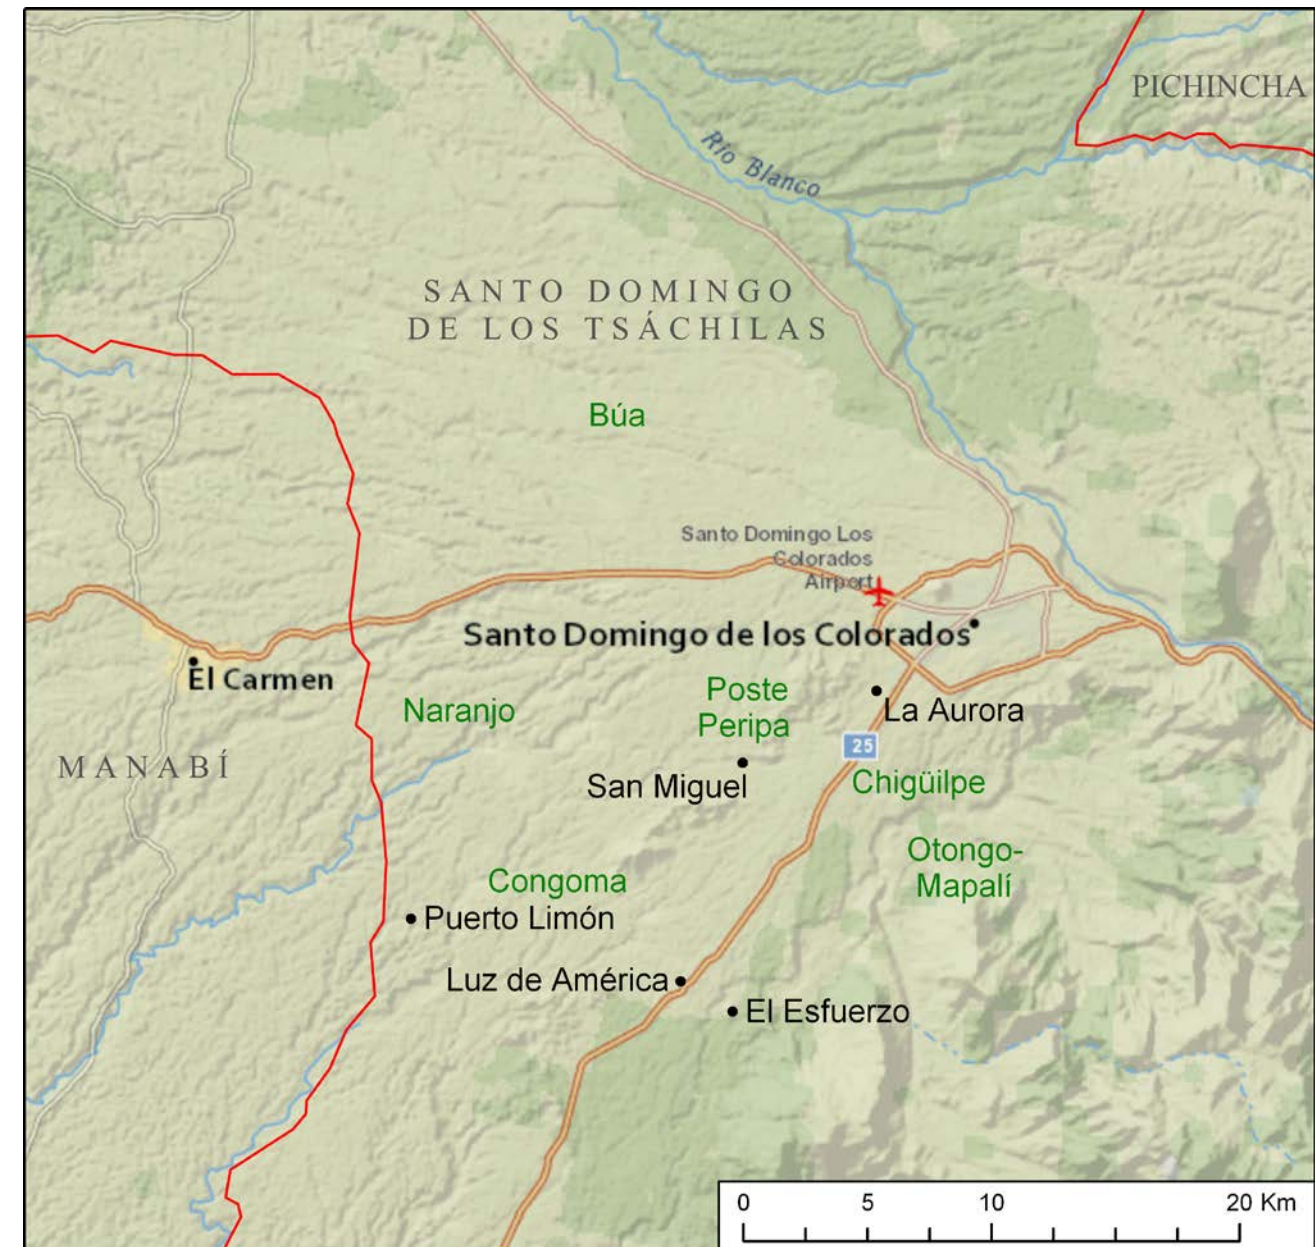 PICHINCHA
Río Blanco
SANTO DOMINGO
DE LOS TSÁCHILAS
Búa
Santo Domingo Los
Colorados
Airport
Santo Domingo de los Colorados
El Carmen
Naranjo
Poste
Peripa
La Aurora
25
MANABÍ
San Miguel
Chigüilpe
Otongo-
Mapalí
Congoma
Puerto Limón
Luz de América
El Esfuerzo
0 5 10 20 Km